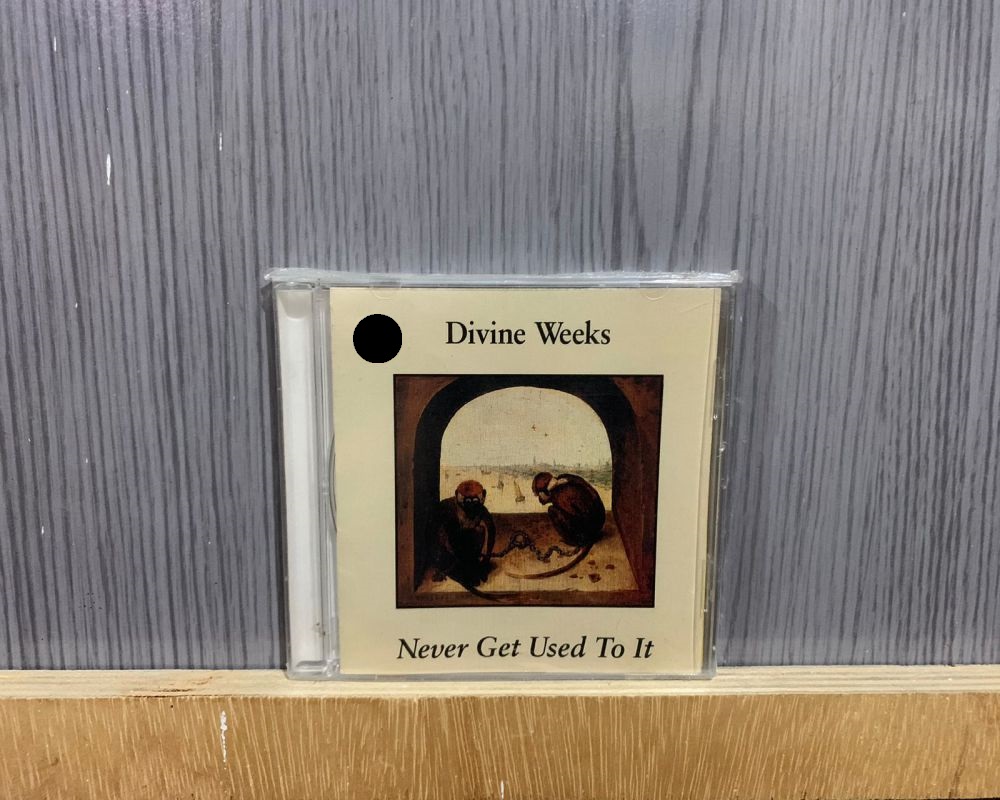 Divine Weeks
Never Get Used To It